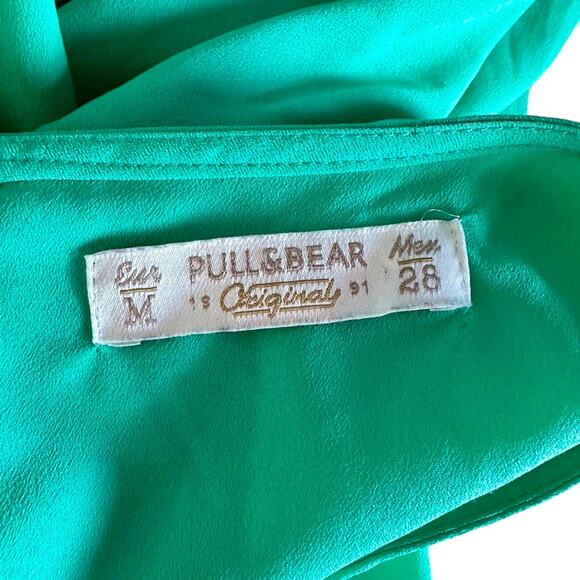 Eur
M
PULL&BEAR
19 Original 91
Mex
28